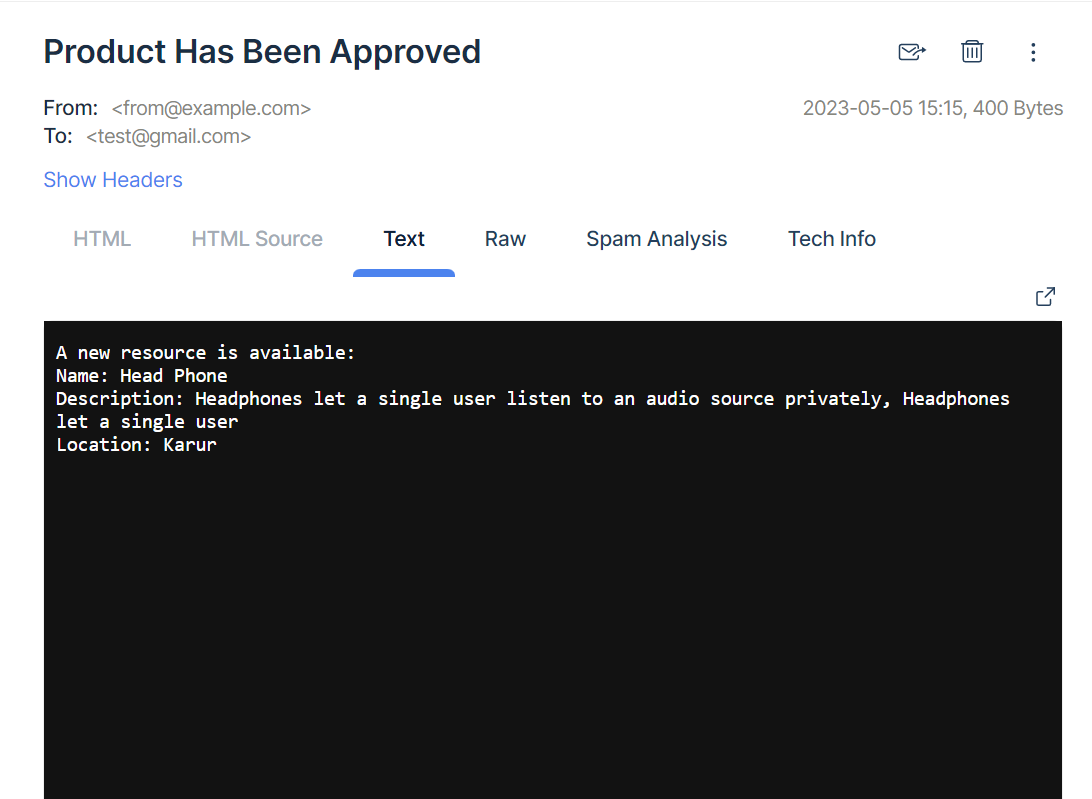 Product Has Been Approved
From: <from@example.com>
2023-05-05 15:15, 400 Bytes
To: <test@gmail.com>
Show Headers
HTML HTML Source Text Raw Spam Analysis Tech Info
A new resource is available:
Name: Head Phone
Description: Headphones let a single user listen to an audio source privately, Headphones
let a single user
Location: Karur